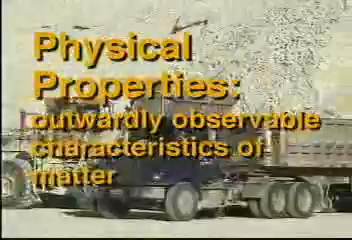 Physical
Properties:
outwardly observable
characteristics of
matter